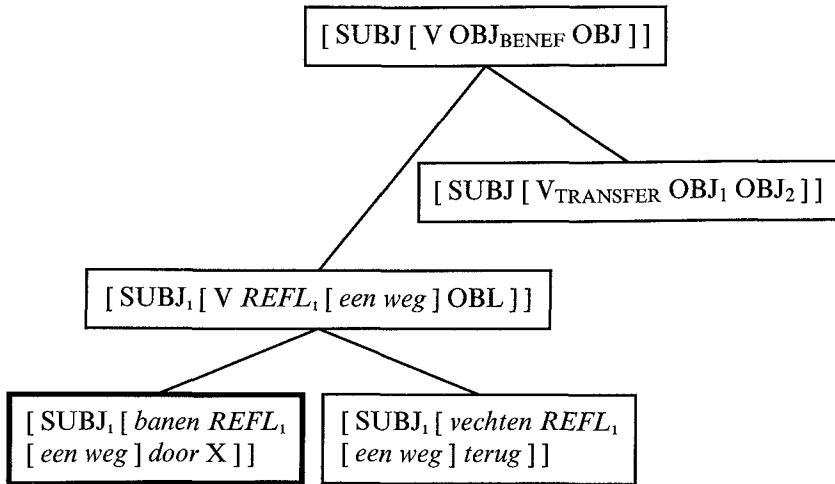 [ SUBJ [ V OBJBENEF OBJ ] ]
[ SUBJ [ VTRANSFER OBJ1 OBJ2 ] ]
[ SUBJ1 [ V REFL1 [ een weg ] OBL ] ]
[ SUBJ1 [ banen REFL1
[ een weg ] door X ] ]
[ SUBJ1 [ vechten REFL1
[ een weg ] terug ] ]